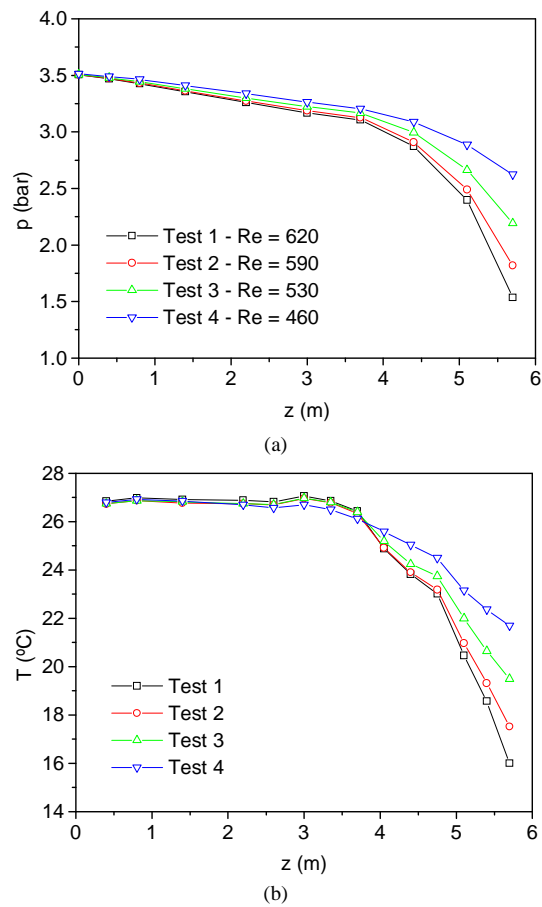 4.0
3.5
3.0
2.5
2.0
1.5
1.0
p (bar)
Test 1 - Re = 620
Test 2 - Re = 590
Test 3 - Re = 530
Test 4 - Re = 460
0 1 2 3 4 5 6
z (m)
(a)
28
26
24
22
20
18
16
14
T (ºC)
Test 1
Test 2
Test 3
Test 4
0 1 2 3 4 5 6
z (m)
(b)